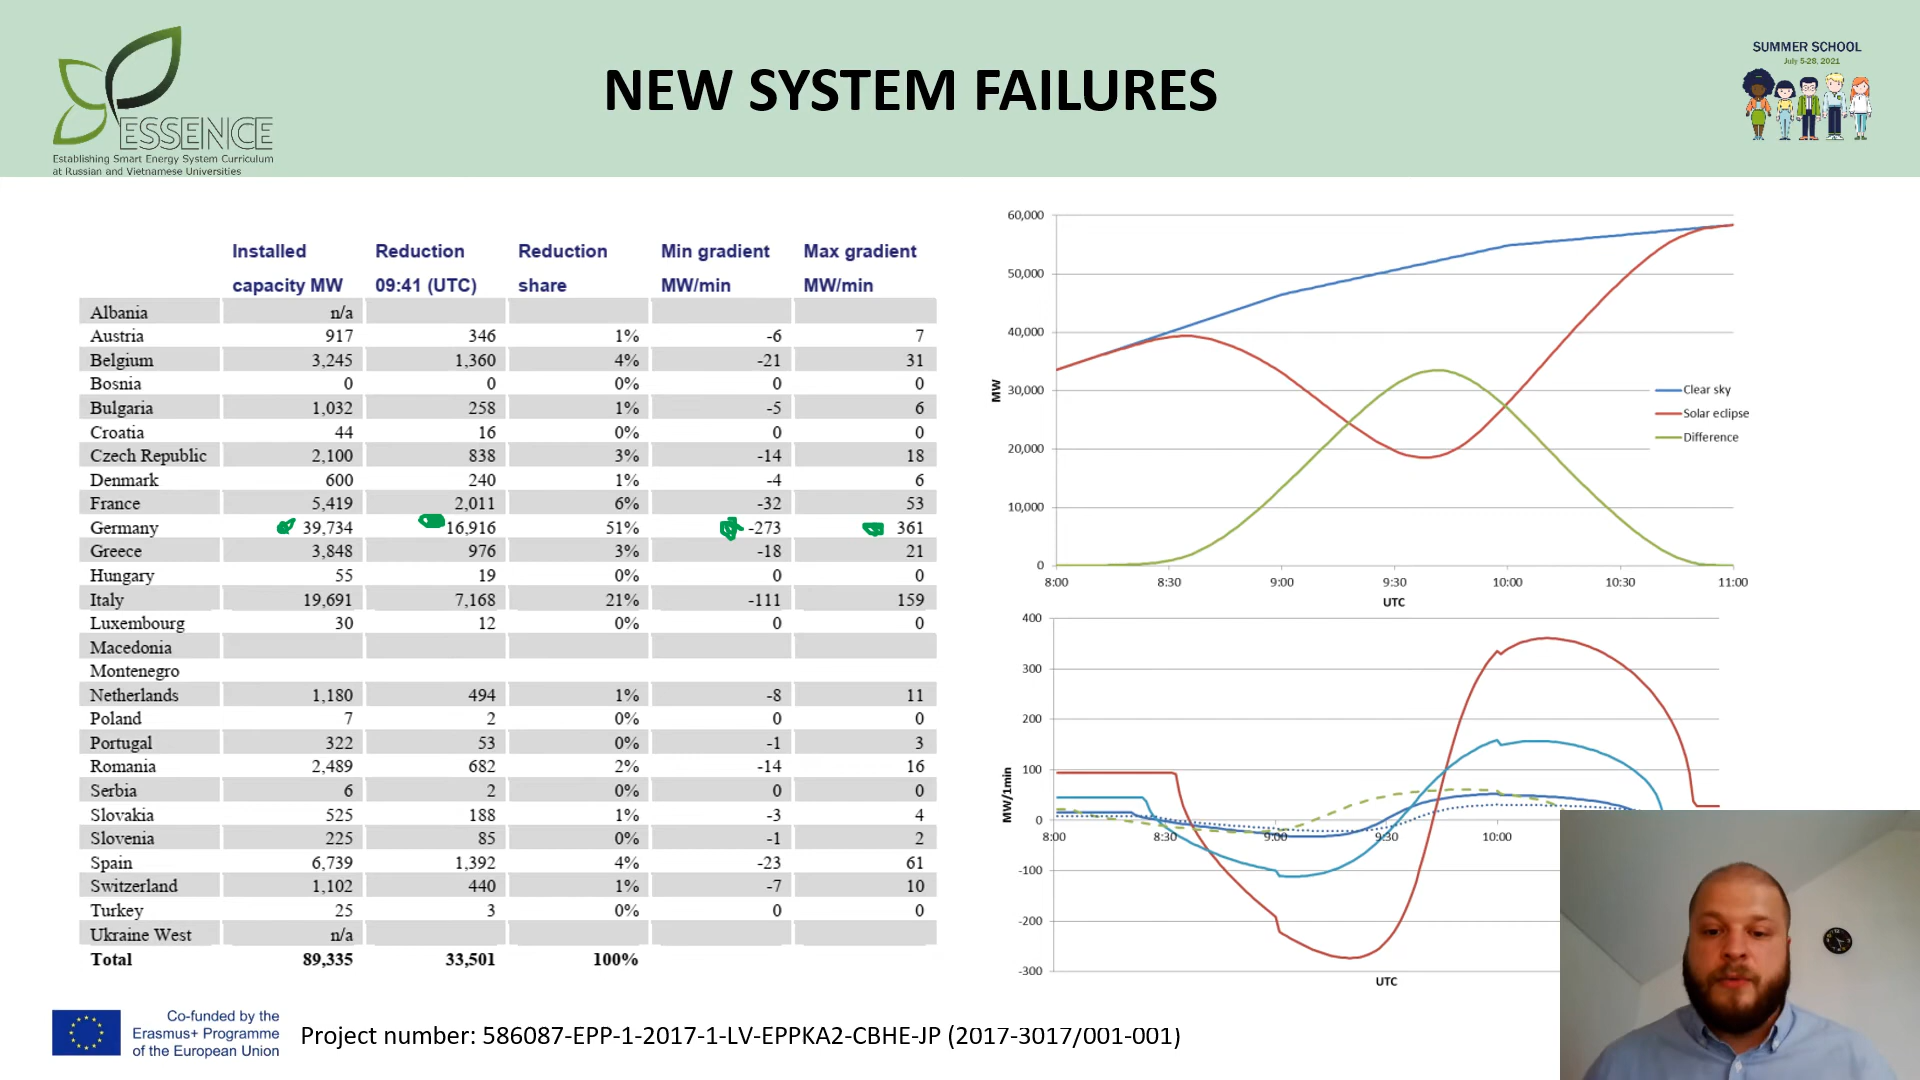 ESSENCE
Establishing Smart Energy System Curriculum
at Russian and Vietnamese Universities
NEW SYSTEM FAILURES
SUMMER SCHOOL
July 5-28, 2021
Installed capacity MW Reduction 09:41 (UTC) Reduction share Min gradient MW/min Max gradient MW/min
Albania n/a
Austria 917 346 1% -6 7
Belgium 3,245 1,360 4% -21 31
Bosnia 0 0 0% 0 0
Bulgaria 1,032 258 1% -5 6
Croatia 44 16 0% 0 0
Czech Republic 2,100 838 3% -14 18
Denmark 600 240 1% -4 6
France 5,419 2,011 6% -32 53
Germany 39,734 16,916 51% -273 361
Greece 3,848 976 3% -18 21
Hungary 55 19 0% 0 0
Italy 19,691 7,168 21% -111 159
Luxembourg 30 12 0% 0 0
Macedonia
Montenegro
Netherlands 1,180 494 1% -8 11
Poland 7 2 0% 0 0
Portugal 322 53 0% -1 3
Romania 2,489 682 2% -14 16
Serbia 6 2 0% 0 0
Slovakia 525 188 1% -3 4
Slovenia 225 85 0% -1 2
Spain 6,739 1,392 4% -23 61
Switzerland 1,102 440 1% -7 10
Turkey 25 3 0% 0 0
Ukraine West n/a
Total 89,335 33,501 100%
60,000
50,000
40,000
30,000
20,000
10,000
0
MW
8:00 8:30 9:00 9:30 10:00 10:30 11:00
UTC
Clear sky
Solar eclipse
Difference
400
300
200
100
0
-100
-200
-300
MW/1min
8:00 8:30 9:00 9:30 10:00
UTC
Co-funded by the
Erasmus+ Programme
of the European Union
Project number: 586087-EPP-1-2017-1-LV-EPPKA2-CBHE-JP (2017-3017/001-001)